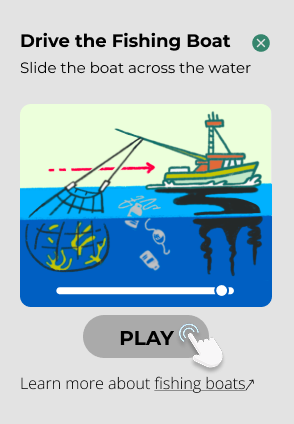 Drive the Fishing Boat
Slide the boat across the water
PLAY
Learn more about fishing boats